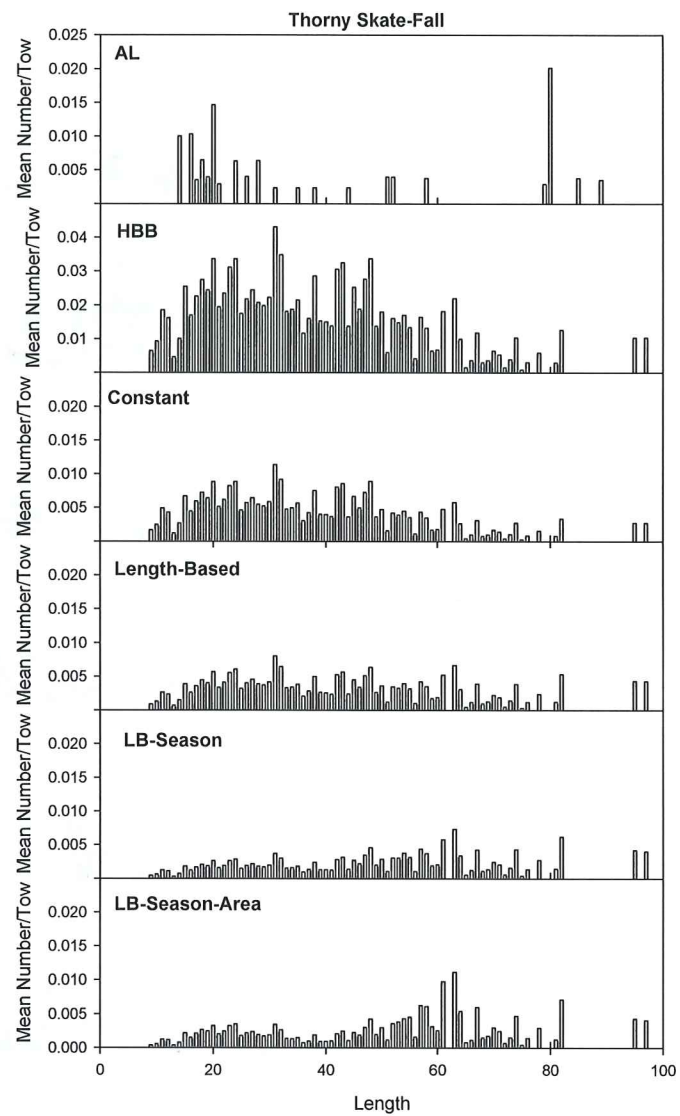 Thorny Skate-Fall
AL
Mean Number/Tow
0.025
0.020
0.015
0.010
0.005
HBB
Mean Number/Tow
0.04
0.03
0.02
0.01
Constant
Mean Number/Tow
0.020
0.015
0.010
0.005
Length-Based
Mean Number/Tow
0.020
0.015
0.010
0.005
LB-Season
Mean Number/Tow
0.020
0.015
0.010
0.005
LB-Season-Area
Mean Number/Tow
0.020
0.015
0.010
0.005
0.000
0 20 40 60 80 100
Length